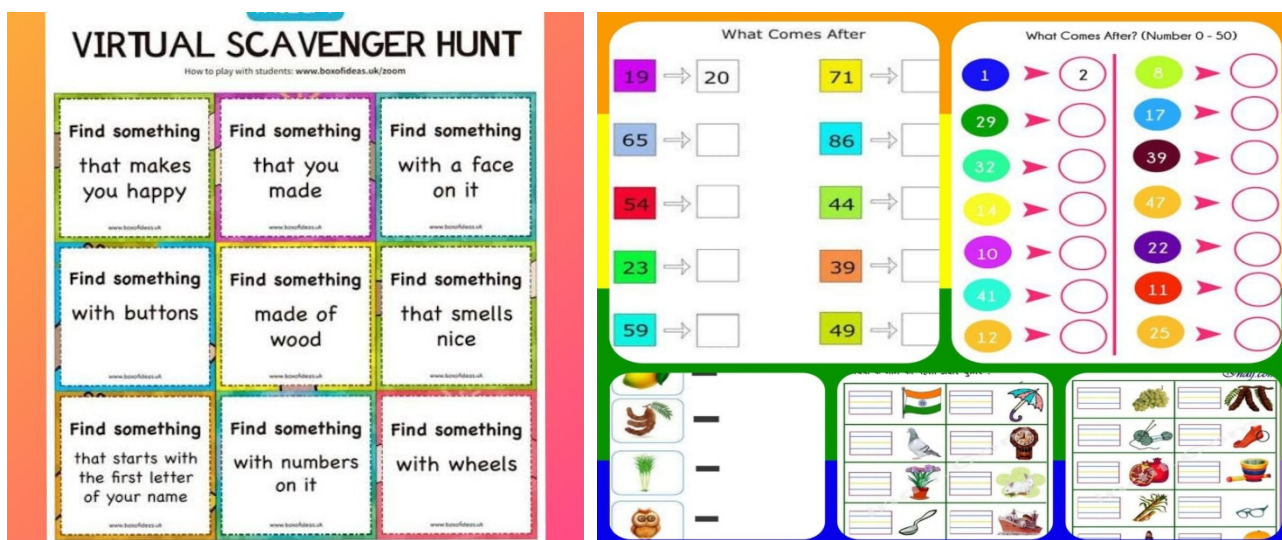 VIRTUAL SCAVENGER HUNT
How to play with students: www.boxofideas.uk/zoom
Find something
that makes
you happy
www.boxofideas.uk
Find something
that you
made
www.boxofideas.uk
Find something
with a face
on it
www.boxofideas.uk
Find something
with buttons
www.boxofideas.uk
Find something
made of
wood
www.boxofideas.uk
Find something
that smells
nice
www.boxofideas.uk
Find something
that starts with
the first letter
of your name
www.boxofideas.uk
Find something
with numbers
on it
www.boxofideas.uk
Find something
with wheels
www.boxofideas.uk
What Comes After
19 20 71
65 86
54 44
23 39
59 49
What Comes After? (Number 0 - 50)
1 2 8
29 17
32 39
14 47
10 22
41 11
12 25